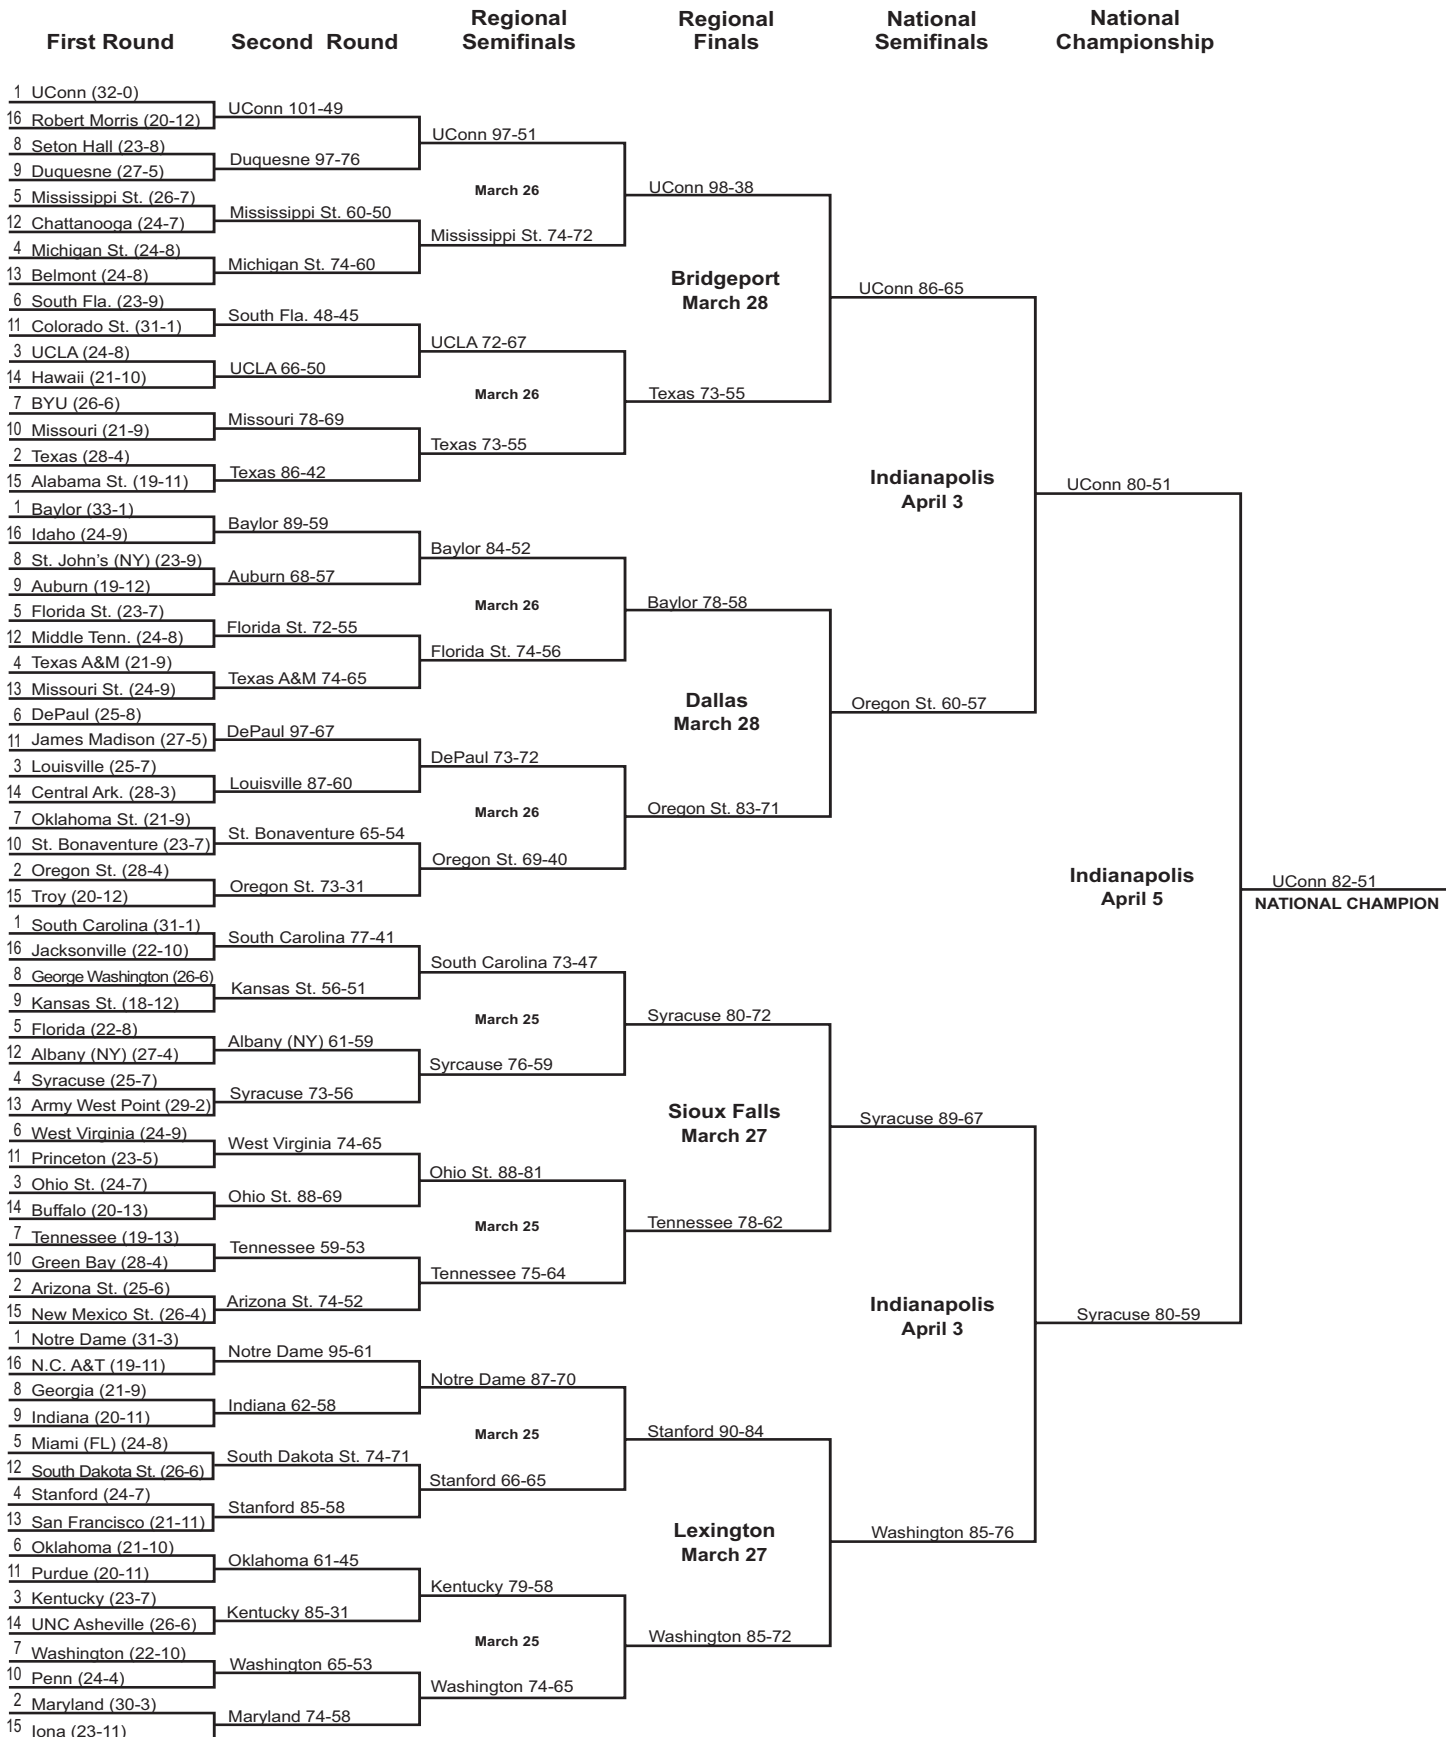 First Round
Second Round
Regional
Semifinals
Regional
Finals
National
Semifinals
National
Championship
1 UConn (32-0)
16 Robert Morris (20-12)
8 Seton Hall (23-8)
9 Duquesne (27-5)
5 Mississippi St. (26-7)
12 Chattanooga (24-7)
4 Michigan St. (24-8)
13 Belmont (24-8)
6 South Fla. (23-9)
11 Colorado St. (31-1)
3 UCLA (24-8)
14 Hawaii (21-10)
7 BYU (26-6)
10 Missouri (21-9)
2 Texas (28-4)
15 Alabama St. (19-11)
1 Baylor (33-1)
16 Idaho (24-9)
8 St. John’s (NY) (23-9)
9 Auburn (19-12)
5 Florida St. (23-7)
12 Middle Tenn. (24-8)
4 Texas A&M (21-9)
13 Missouri St. (24-9)
6 DePaul (25-8)
11 James Madison (27-5)
3 Louisville (25-7)
14 Central Ark. (28-3)
7 Oklahoma St. (21-9)
10 St. Bonaventure (23-7)
2 Oregon St. (28-4)
15 Troy (20-12)
1 South Carolina (31-1)
16 Jacksonville (22-10)
8 George Washington (26-6)
9 Kansas St. (18-12)
5 Florida (22-8)
12 Albany (NY) (27-4)
4 Syracuse (25-7)
13 Army West Point (29-2)
6 West Virginia (24-9)
11 Princeton (23-5)
3 Ohio St. (24-7)
14 Buffalo (20-13)
7 Tennessee (19-13)
10 Green Bay (28-4)
2 Arizona St. (25-6)
15 New Mexico St. (26-4)
1 Notre Dame (31-3)
16 N.C. A&T (19-11)
8 Georgia (21-9)
9 Indiana (20-11)
5 Miami (FL) (24-8)
12 South Dakota St. (26-6)
4 Stanford (24-7)
13 San Francisco (21-11)
6 Oklahoma (21-10)
11 Purdue (20-11)
3 Kentucky (23-7)
14 UNC Asheville (26-6)
7 Washington (22-10)
10 Penn (24-4)
2 Maryland (30-3)
15 Iona (23-11)
UConn 101-49
Duquesne 97-76
Mississippi St. 60-50
Michigan St. 74-60
South Fla. 48-45
UCLA 66-50
Missouri 78-69
Texas 86-42
Baylor 89-59
Auburn 68-57
Florida St. 72-55
Texas A&M 74-65
DePaul 97-67
Louisville 87-60
St. Bonaventure 65-54
Oregon St. 73-31
South Carolina 77-41
Kansas St. 56-51
Albany (NY) 61-59
Syracuse 73-56
West Virginia 74-65
Ohio St. 88-69
Tennessee 59-53
Arizona St. 74-52
Notre Dame 95-61
Indiana 62-58
South Dakota St. 74-71
Stanford 85-58
Oklahoma 61-45
Kentucky 85-31
Washington 65-53
Maryland 74-58
UConn 97-51
March 26
Mississippi St. 74-72
UCLA 72-67
March 26
Texas 73-55
Baylor 84-52
March 26
Florida St. 74-56
DePaul 73-72
March 26
Oregon St. 69-40
South Carolina 73-47
March 25
Syrcause 76-59
Ohio St. 88-81
March 25
Tennessee 75-64
Notre Dame 87-70
March 25
Stanford 66-65
Kentucky 79-58
March 25
Washington 74-65
UConn 98-38
Bridgeport
March 28
Texas 73-55
Baylor 78-58
Dallas
March 28
Oregon St. 83-71
Syracuse 80-72
Sioux Falls
March 27
Tennessee 78-62
Stanford 90-84
Lexington
March 27
Washington 85-72
UConn 86-65
Indianapolis
April 3
Oregon St. 60-57
Syracuse 89-67
Indianapolis
April 3
Washington 85-76
UConn 80-51
Indianapolis
April 5
Syracuse 80-59
UConn 82-51
NATIONAL CHAMPION